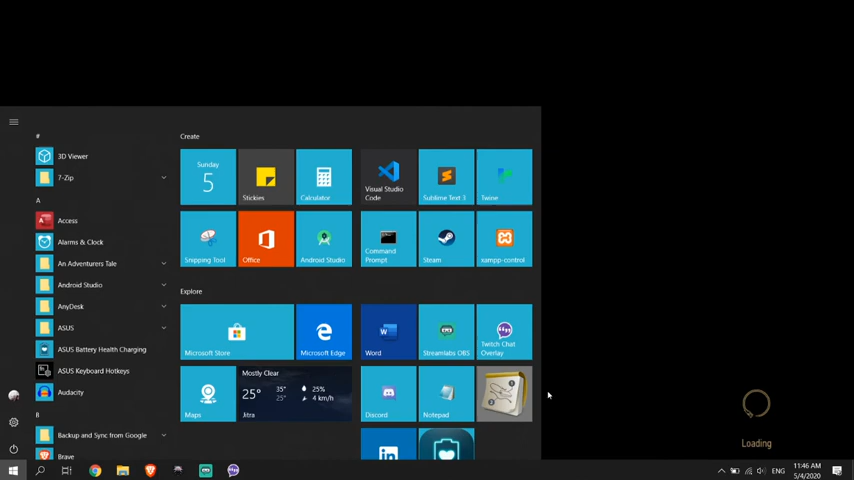 #
3D Viewer
7-Zip
A
Access
Alarms & Clock
An Adventurers Tale
Android Studio
AnyDesk
ASUS
ASUS Battery Health Charging
ASUS Keyboard Hotkeys
Audacity
B
Backup and Sync from Google
Brave
Create
Sunday
5
Stickies
Calculator
Visual Studio
Code
Sublime Text 3
Twine
Snipping Tool
Office
Android Studio
Command
Prompt
Steam
xampp-control
Explore
Microsoft Store
Microsoft Edge
Word
Streamlabs OBS
Twitch Chat
Overlay
Maps
Mostly Clear
25° 35° 25%
25° 4 km/h
Jitra
Discord
Notepad
Loading
ENG
11:46 AM
5/4/2020